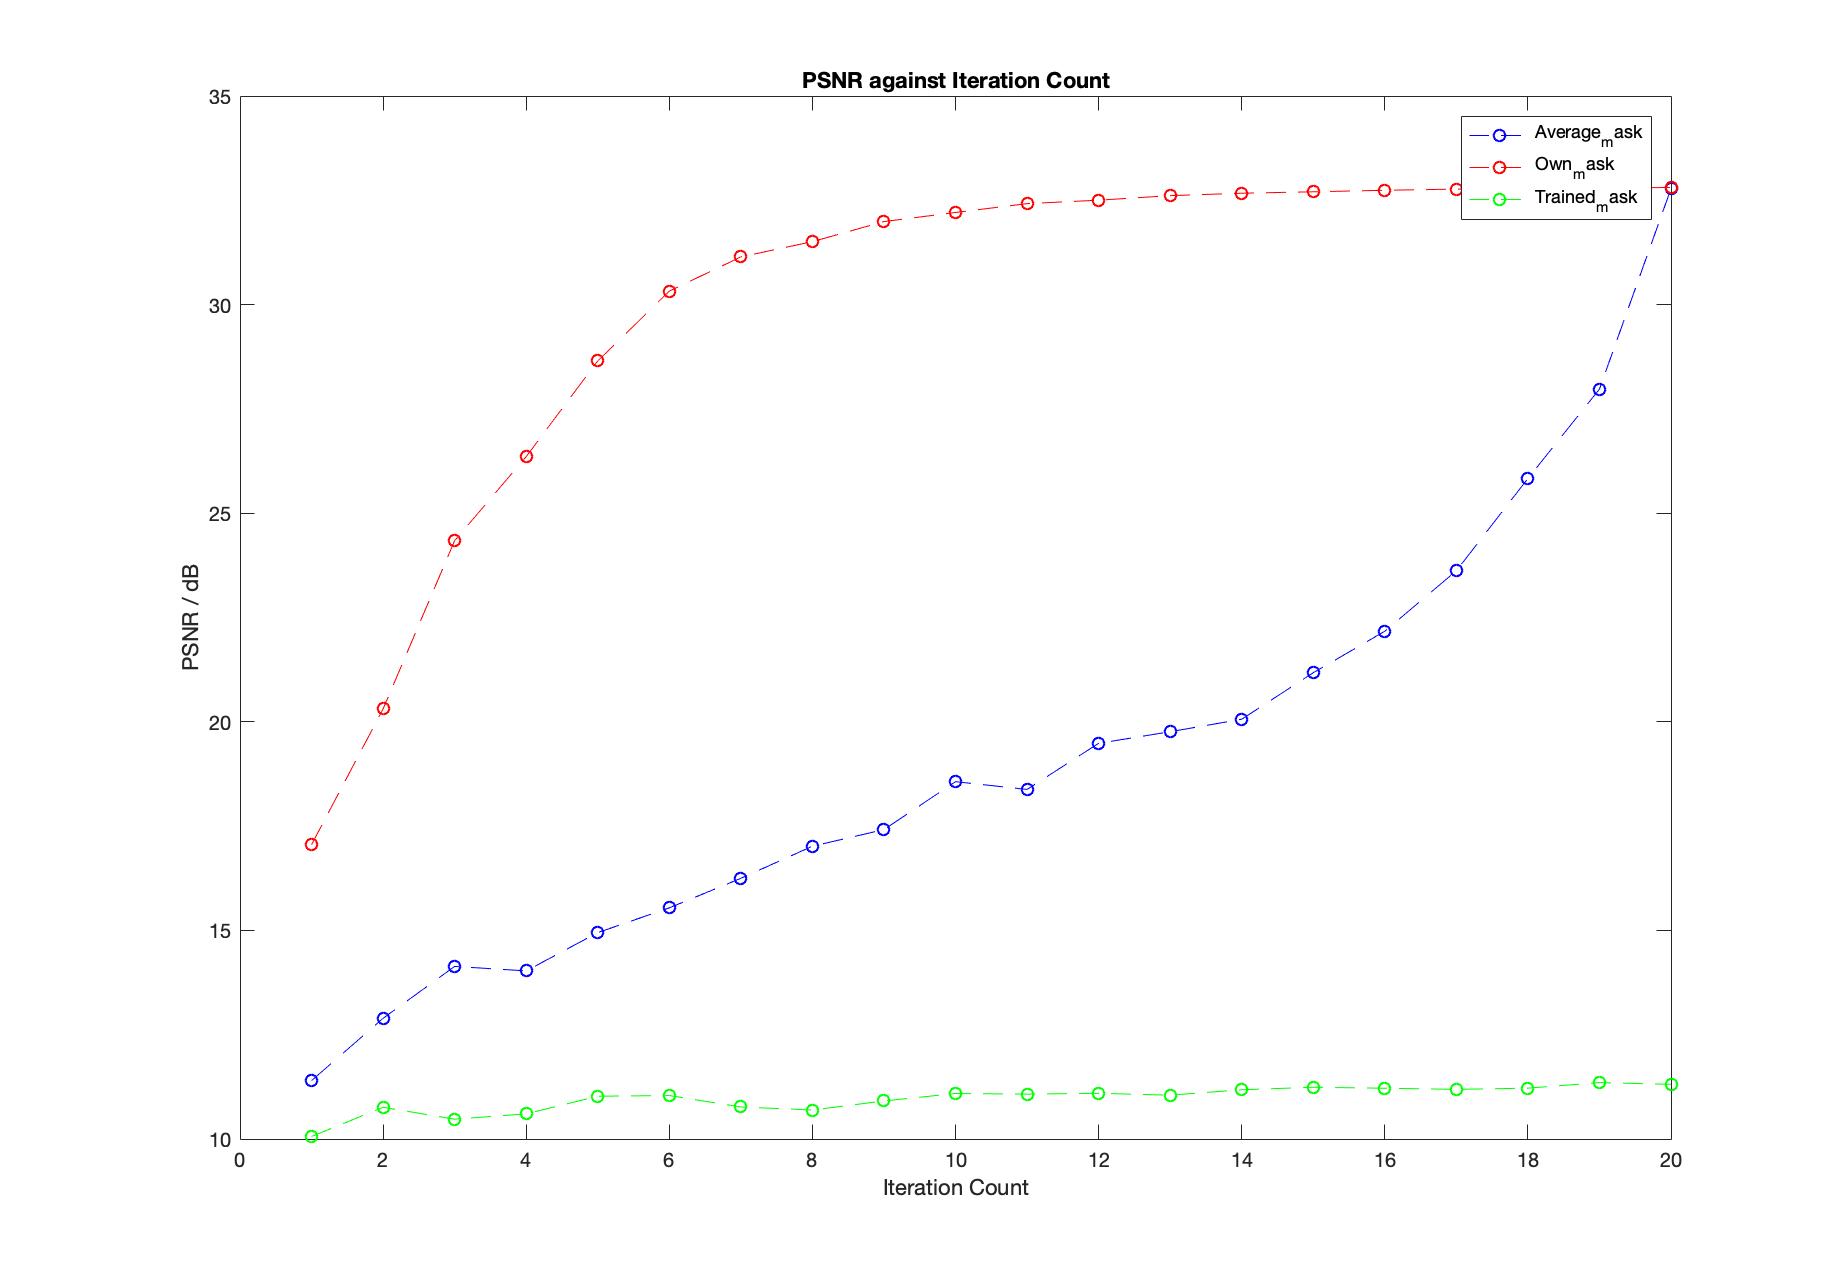 PSNR against Iteration Count
35
30
25
20
15
10
PSNR / dB
Average_mask
Own_mask
Trained_mask
0 2 4 6 8 10 12 14 16 18 20
Iteration Count